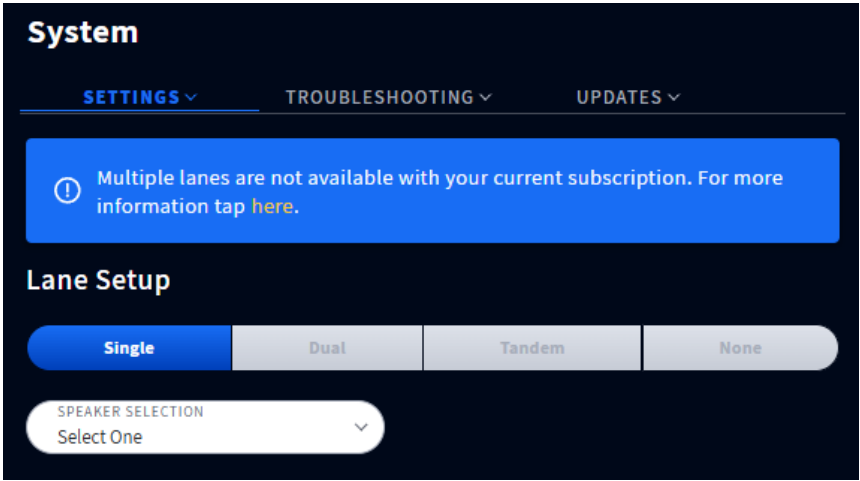 System
SETTINGS TROUBLESHOOTING UPDATES
Multiple lanes are not available with your current subscription. For more
information tap here.
Lane Setup
Single Dual Tandem None
SPEAKER SELECTION
Select One